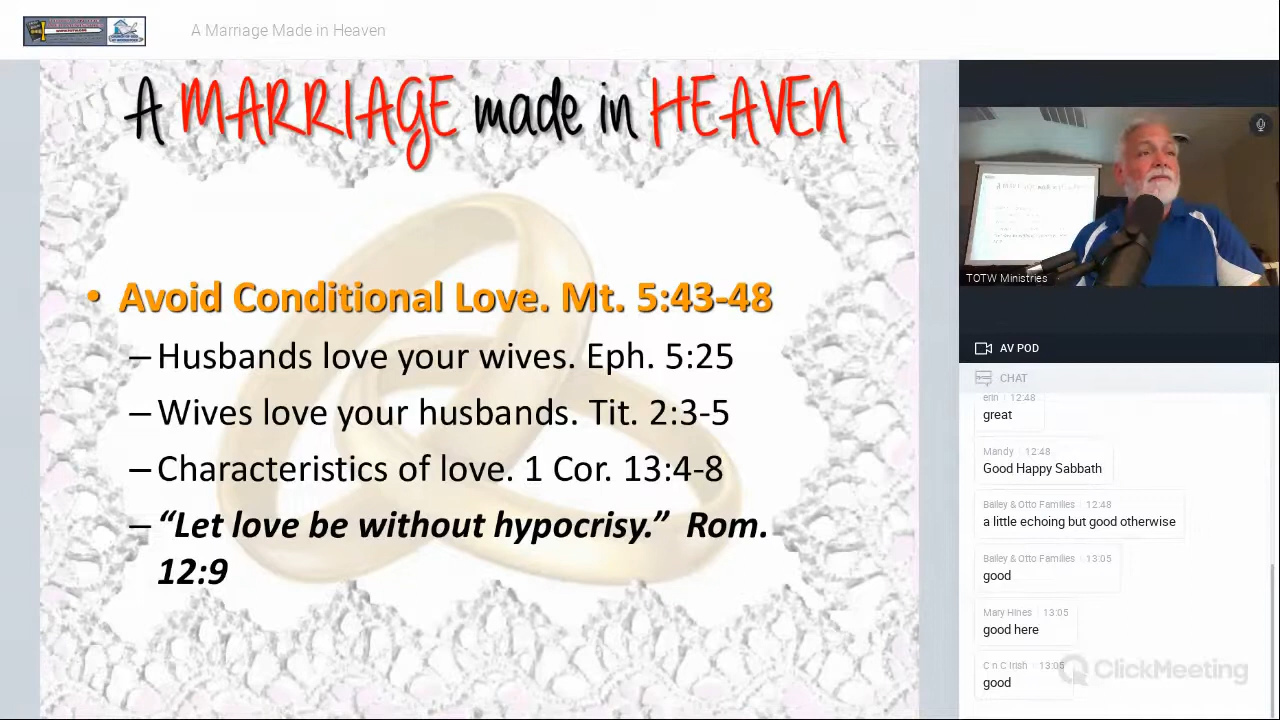 A Marriage Made in Heaven
A MARRIAGE made in HEAVEN
• Avoid Conditional Love. Mt. 5:43-48
– Husbands love your wives. Eph. 5:25
– Wives love your husbands. Tit. 2:3-5
– Characteristics of love. 1 Cor. 13:4-8
– “Let love be without hypocrisy.” Rom.
12:9
TOTW Ministries
AV POD
CHAT
erin 12:48
great
Mandy 12:48
Good Happy Sabbath
Bailey & Otto Families 12:48
a little echoing but good otherwise
Bailey & Otto Families 13:05
good
Mary Hines 13:05
good here
C n C Irish 13:05
good
ClickMeeting